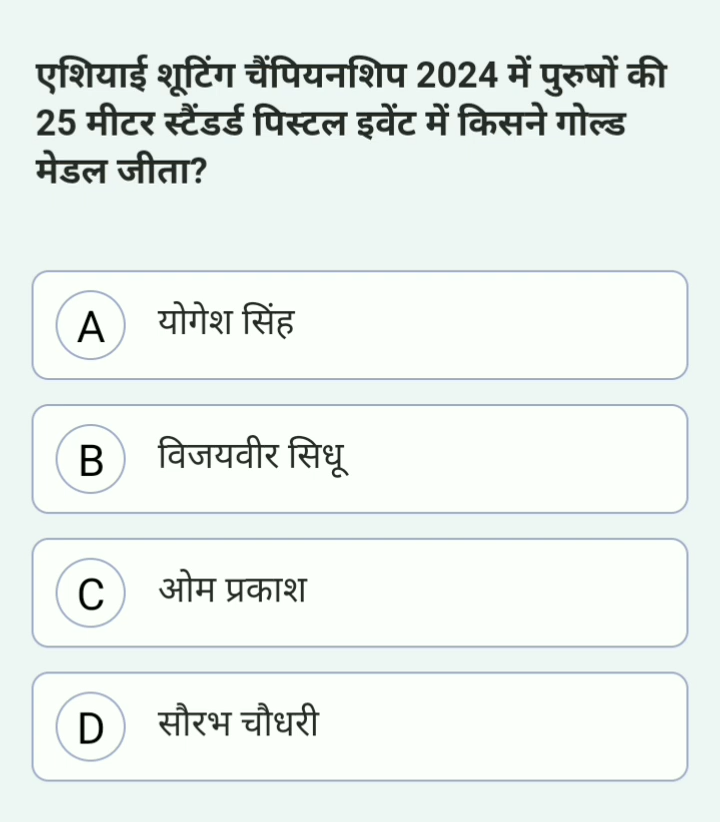 एशियाई शूटिंग चैंपियनशिप 2024 में पुरुषों की
25 मीटर स्टैंडर्ड पिस्टल इवेंट में किसने गोल्ड
मेडल जीता?
A योगेश सिंह
B विजयवीर सिधू
C ओम प्रकाश
D सौरभ चौधरी